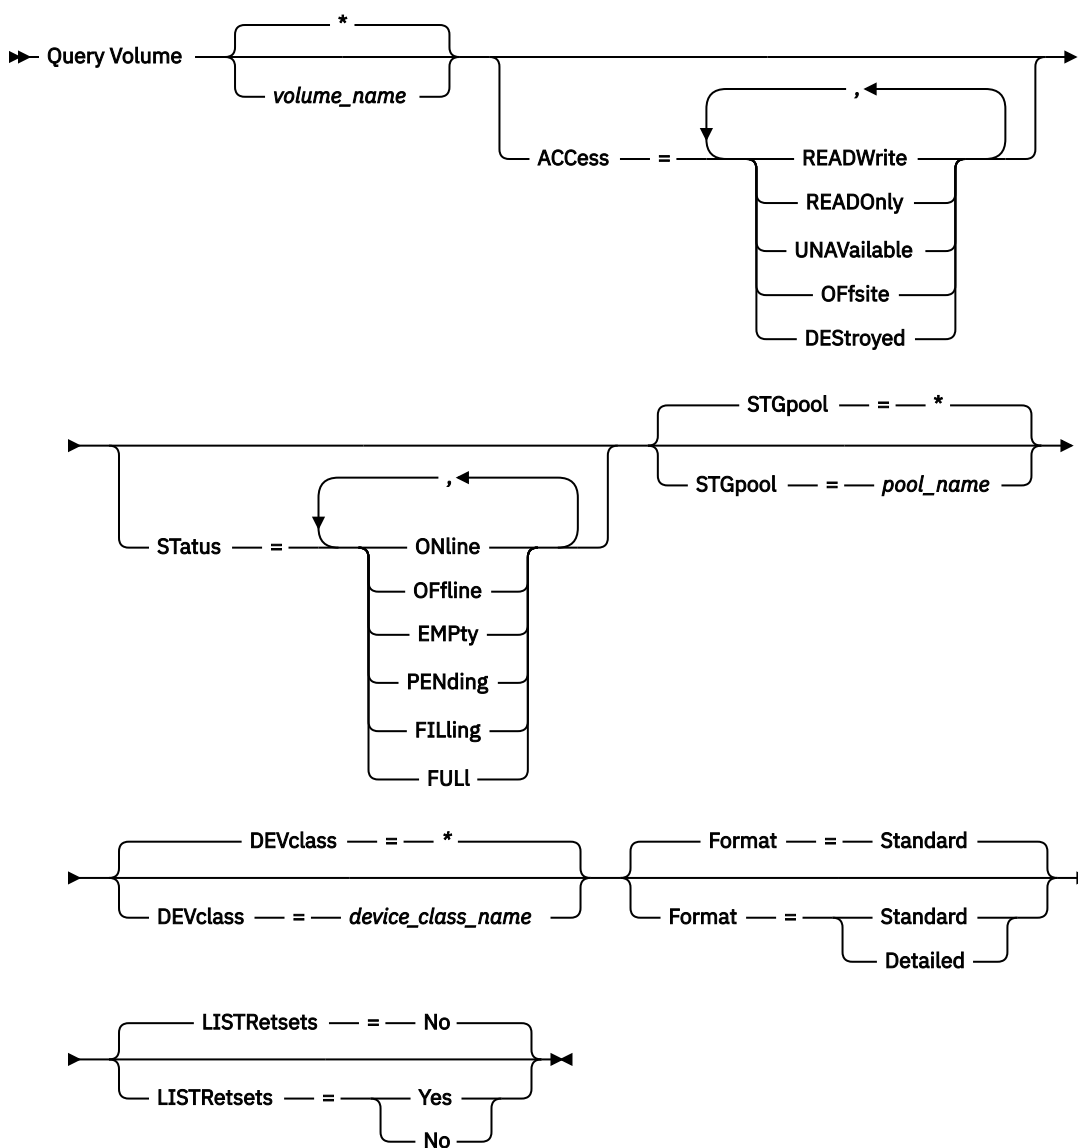 *
Query Volume
volume_name
,
ACCess = READWrite
READOnly
UNAVailable
OFfsite
DEStroyed
STGpool = *
STGpool = pool_name
,
STatus = ONline
OFfline
EMPty
PENding
FILling
FULl
DEVclass = *
DEVclass = device_class_name
Format = Standard
Format = Standard
Detailed
LISTRetsets = No
LISTRetsets = Yes
No